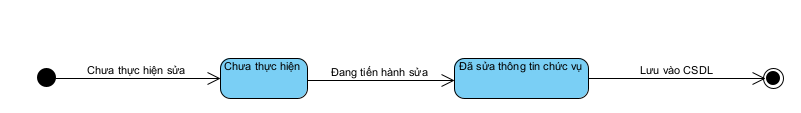 Chưa thực hiện sửa
Chưa thực hiện
Đang tiến hành sửa
Đã sửa thông tin chức vụ
Lưu vào CSDL